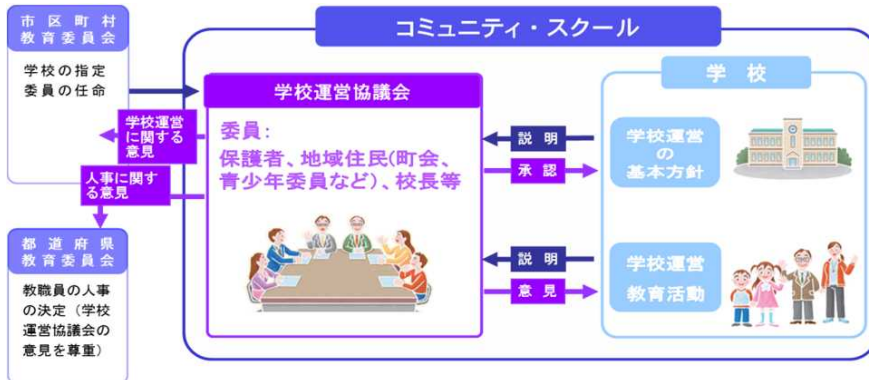 市区町村
教育委員会
学校の指定
委員の任命
学校運営
に関する
意見
人事に関す
る意見
都道府県
教育委員会
教職員の人事
の決定（学校
運営協議会の
意見を尊重）
コミュニティ・スクール
学校運営協議会
委員：
保護者、地域住民(町会、
青少年委員など)、校長等
説明
承認
説明
意見
学校
学校運営
の
基本方針
学校運営
教育活動